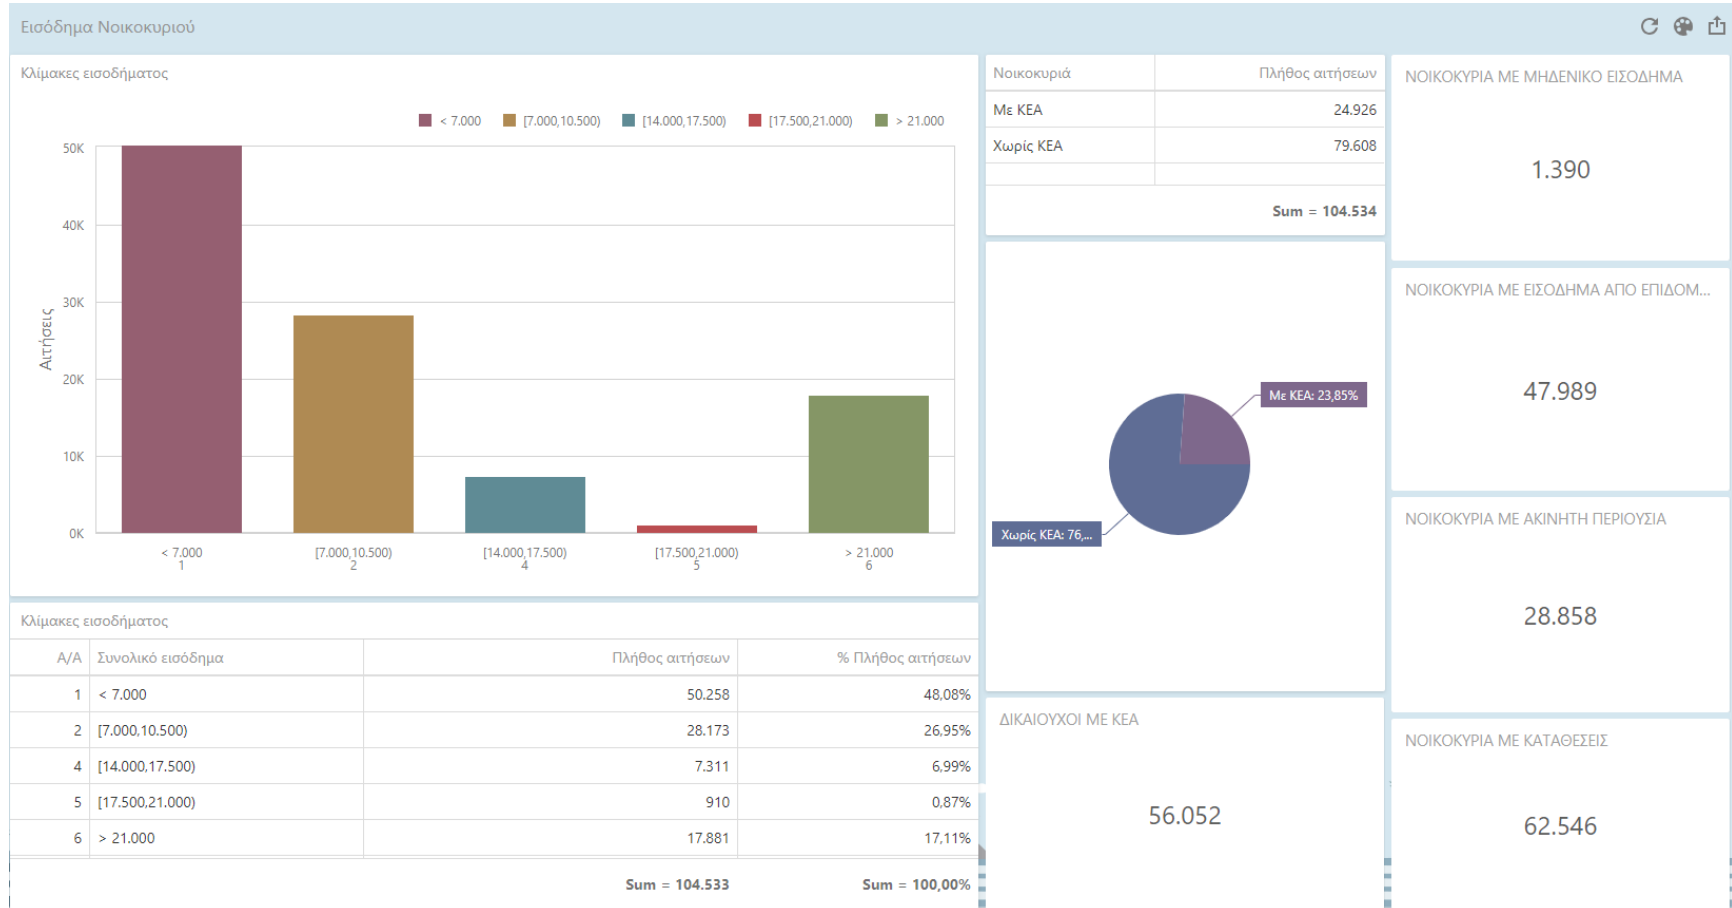 Εισόδημα Νοικοκυριού
Κλίμακες εισοδήματος
< 7.000 [7.000,10.500) [14.000,17.500) [17.500,21.000) > 21.000
50K
40K
30K
20K
10K
0K
Αιτήσεις
< 7.000 [7.000,10.500) [14.000,17.500) [17.500,21.000) > 21.000
1 2 4 5 6
Κλίμακες εισοδήματος
Α/Α Συνολικό εισόδημα Πλήθος αιτήσεων % Πλήθος αιτήσεων
1 < 7.000 50.258 48,08%
2 [7.000,10.500) 28.173 26,95%
4 [14.000,17.500) 7.311 6,99%
5 [17.500,21.000) 910 0,87%
6 > 21.000 17.881 17,11%
Sum = 104.533 Sum = 100,00%
Νοικοκυριά Πλήθος αιτήσεων
Με ΚΕΑ 24.926
Χωρίς ΚΕΑ 79.608
Sum = 104.534
Με ΚΕΑ: 23,85%
Χωρίς ΚΕΑ: 76,...
ΔΙΚΑΙΟΥΧΟΙ ΜΕ ΚΕΑ
56.052
ΝΟΙΚΟΚΥΡΙΑ ΜΕ ΜΗΔΕΝΙΚΟ ΕΙΣΟΔΗΜΑ
1.390
ΝΟΙΚΟΚΥΡΙΑ ΜΕ ΕΙΣΟΔΗΜΑ ΑΠΟ ΕΠΙΔΟΜ...
47.989
ΝΟΙΚΟΚΥΡΙΑ ΜΕ ΑΚΙΝΗΤΗ ΠΕΡΙΟΥΣΙΑ
28.858
ΝΟΙΚΟΚΥΡΙΑ ΜΕ ΚΑΤΑΘΕΣΕΙΣ
62.546